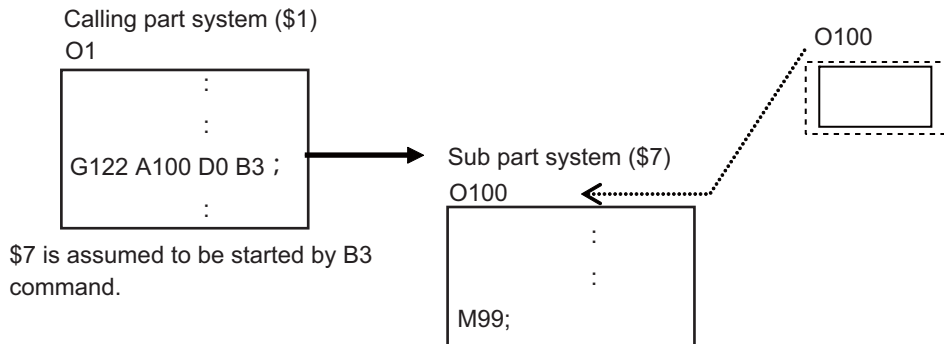 Calling part system ($1)
O1
:
:
G122 A100 D0 B3 ;
:
$7 is assumed to be started by B3
command.
Sub part system ($7)
O100
:
:
M99;
O100